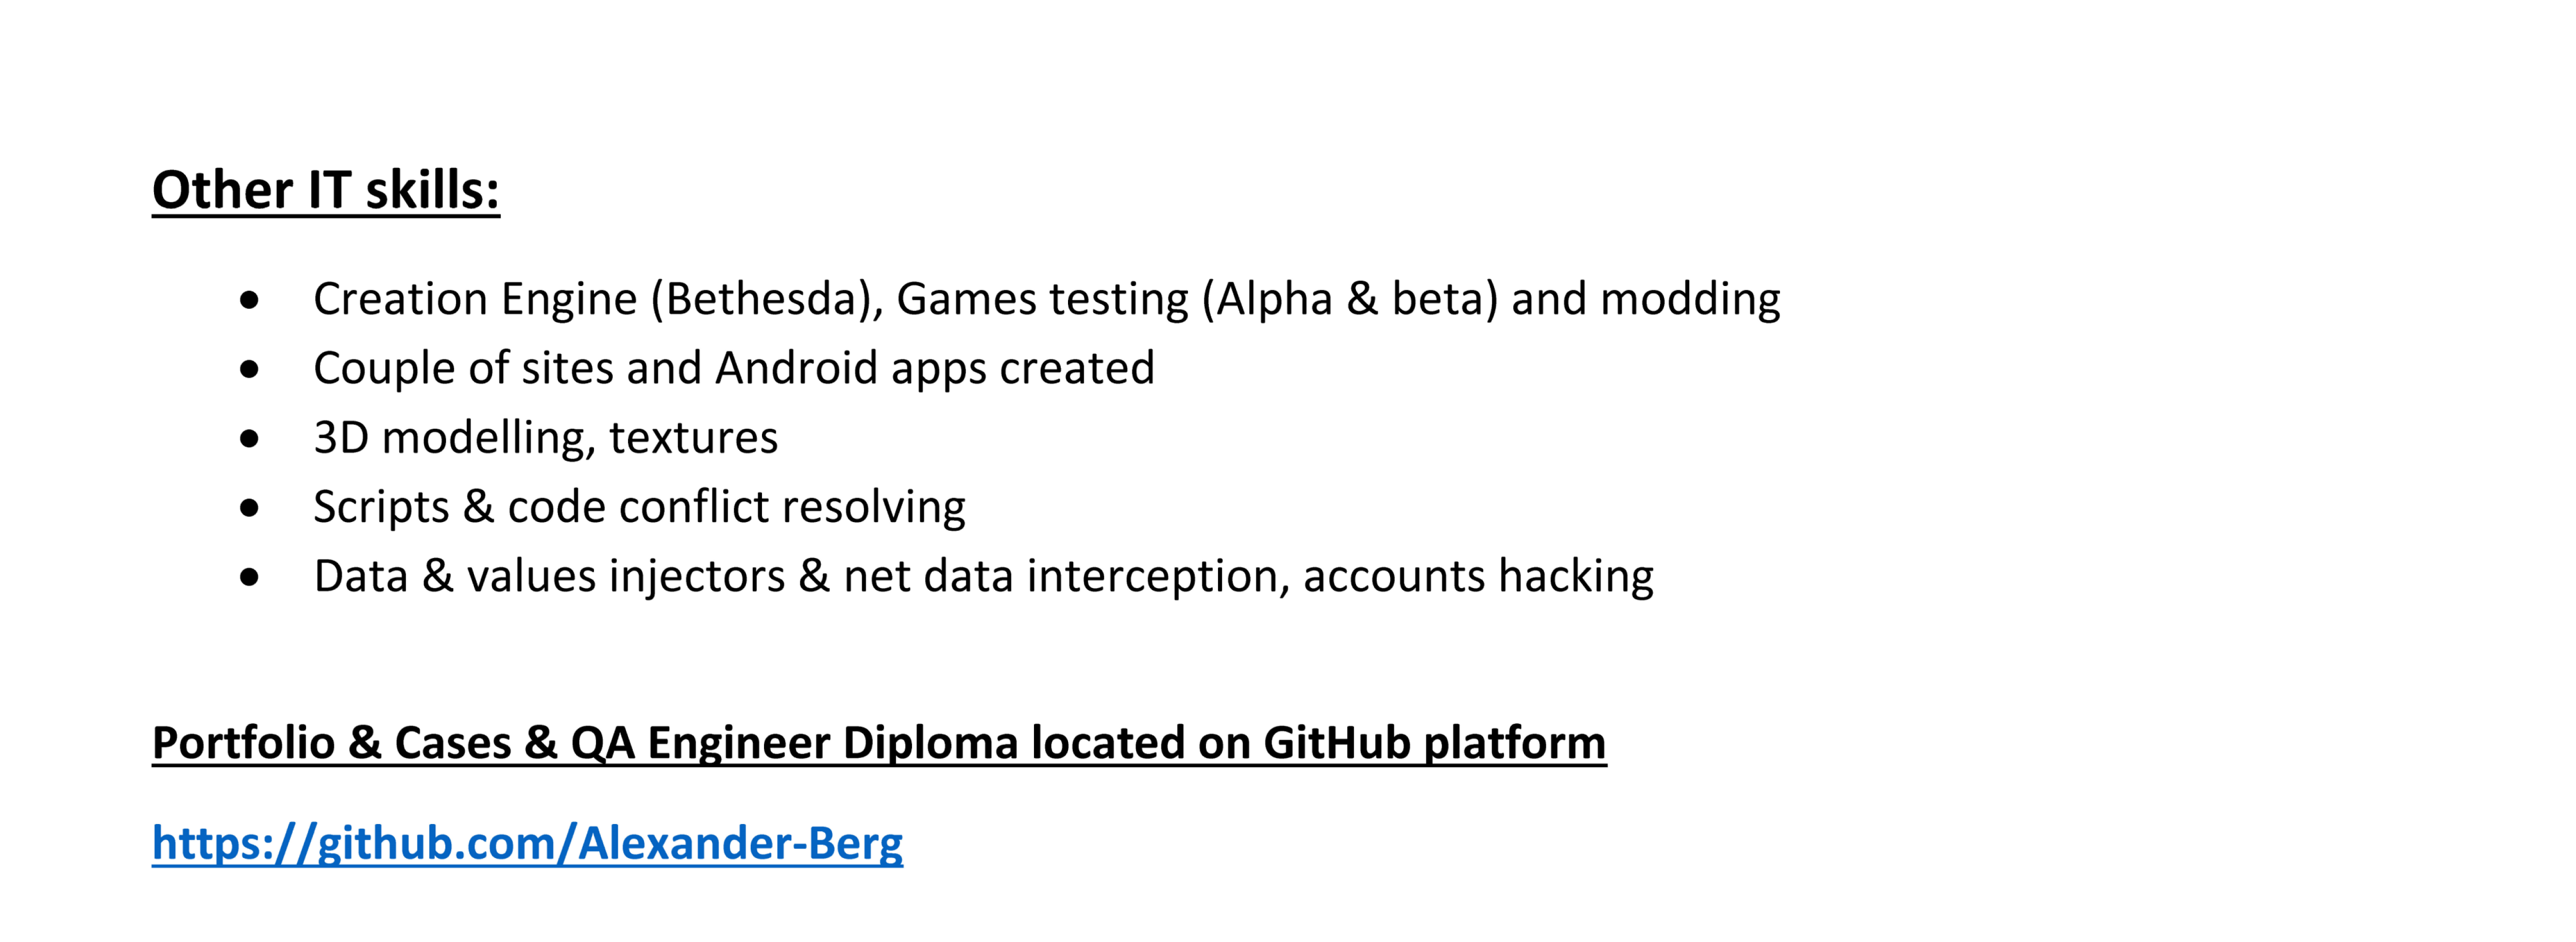 Other IT skills:
• Creation Engine (Bethesda), Games testing (Alpha & beta) and modding
• Couple of sites and Android apps created
• 3D modelling, textures
• Scripts & code conflict resolving
• Data & values injectors & net data interception, accounts hacking
Portfolio & Cases & QA Engineer Diploma located on GitHub platform
https://github.com/Alexander-Berg